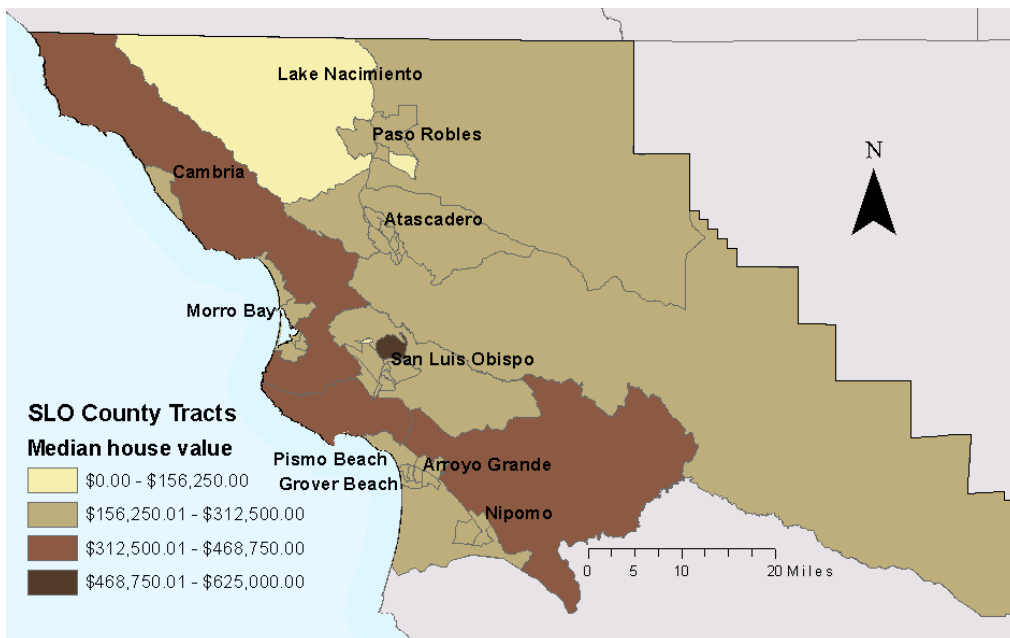 Lake Nacimiento
Paso Robles
N
Cambria
Atascadero
Morro Bay
San Luis Obispo
SLO County Tracts
Median house value
Pismo Beach
Arroyo Grande
$0.00 - $156,250.00
Grover Beach
$156,250.01 - $312,500.00
Nipomo
$312,500.01 - $468,750.00
0 5 10 20 Miles
$468,750.01 - $625,000.00